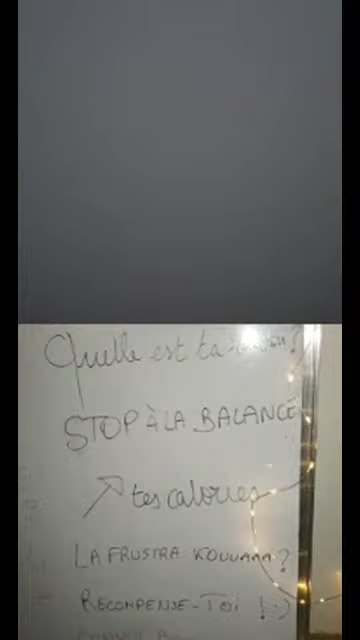 Quelle est ta ?
STOP À LA BALANCE
↗ tes calories
LA FRUSTRA KOUUAAA ?
RECOMPENSE-TOI ! :)